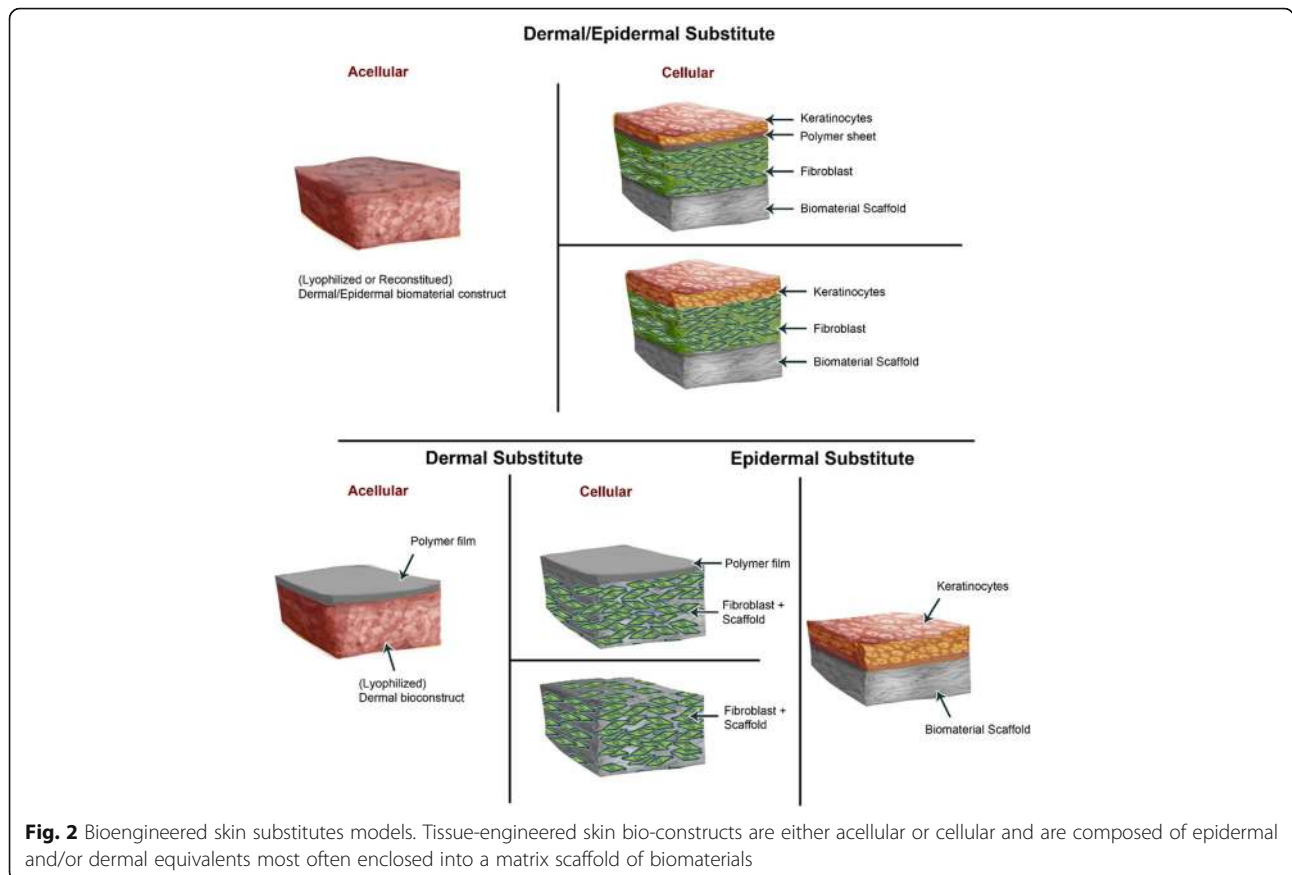 Dermal/Epidermal Substitute
Acellular
Cellular
Keratinocytes
Polymer sheet
Fibroblast
Biomaterial Scaffold
(Lyophilized or Reconstitued)
Dermal/Epidermal biomaterial construct
Keratinocytes
Fibroblast
Biomaterial Scaffold
Dermal Substitute
Epidermal Substitute
Acellular
Cellular
Polymer film
(Lyophilized)
Dermal bioconstruct
Polymer film
Fibroblast +
Scaffold
Fibroblast +
Scaffold
Keratinocytes
Biomaterial Scaffold
Fig. 2 Bioengineered skin substitutes models. Tissue-engineered skin bio-constructs are either acellular or cellular and are composed of epidermal
and/or dermal equivalents most often enclosed into a matrix scaffold of biomaterials